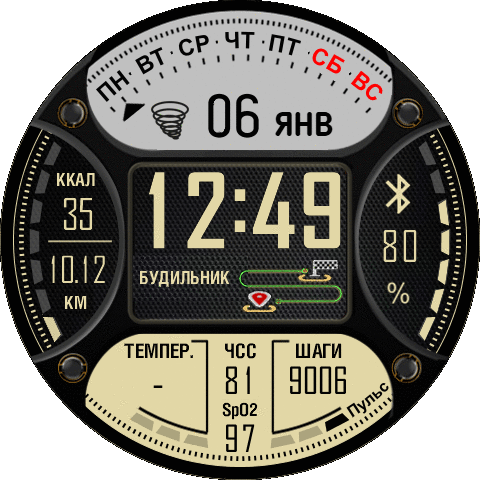 ПН · ВТ · СР · ЧТ · ПТ · СБ · ВС
06 ЯНВ
ККАЛ
35
10.12
КМ
12:49
БУДИЛЬНИК
80
%
ТЕМПЕР.
-
ЧСС
81
SpO2
97
ШАГИ
9006
Пульс